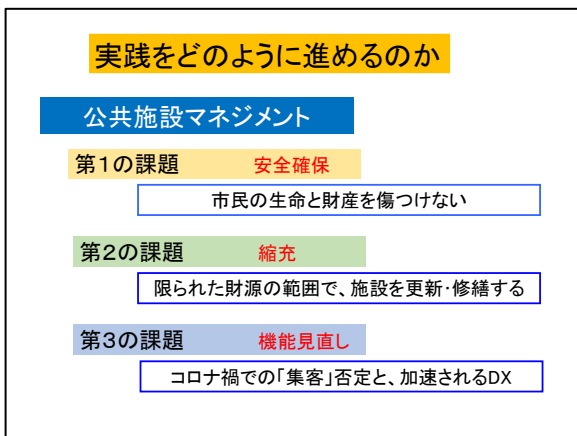 実践をどのように進めるのか
公共施設マネジメント
第1の課題 安全確保
市民の生命と財産を傷つけない
第2の課題 縮充
限られた財源の範囲で、施設を更新・修繕する
第3の課題 機能見直し
コロナ禍での「集客」否定と、加速されるDX